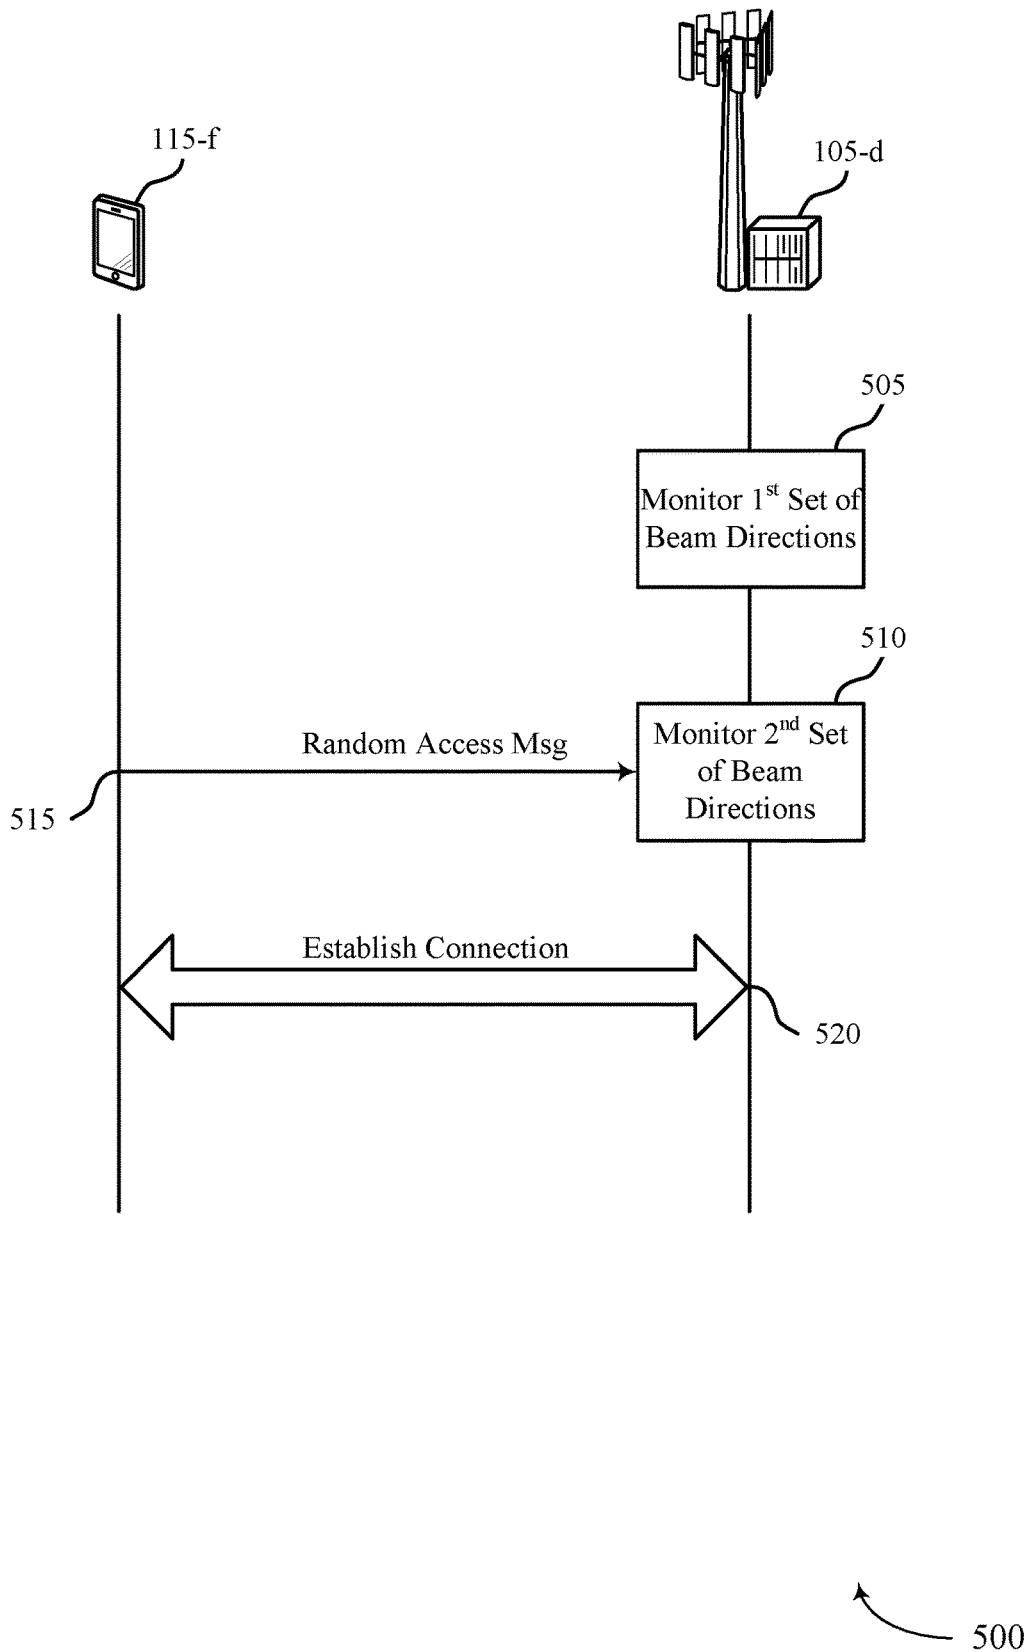 115-f
105-d
505
Monitor 1st Set of
Beam Directions
510
Random Access Msg
Monitor 2nd Set
of Beam
Directions
515
Establish Connection
520
500